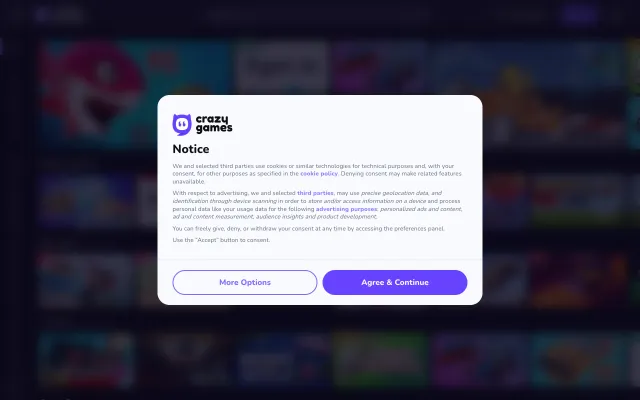 crazy
games
Notice
We and selected third parties use cookies or similar technologies for technical purposes and, with your
consent, for other purposes as specified in the cookie policy. Denying consent may make related features
unavailable.
With respect to advertising, we and selected third parties, may use precise geolocation data, and
identification through device scanning in order to store and/or access information on a device and process
personal data like your usage data for the following advertising purposes: personalized ads and content,
ad and content measurement, audience insights and product development.
You can freely give, deny, or withdraw your consent at any time by accessing the preferences panel.
Use the “Accept” button to consent.
More Options
Agree & Continue